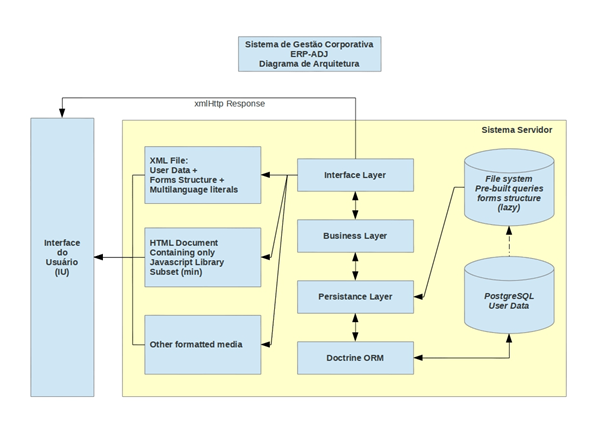 Sistema de Gestão Corporativa
ERP-ADJ
Diagrama de Arquitetura
xmlHttp Response
Sistema Servidor
Interface
do
Usuário
(IU)
XML File:
User Data +
Forms Structure +
Multilanguage literals
HTML Document
Containing only
Javascript Library
Subset (min)
Other formatted media
Interface Layer
Business Layer
Persistance Layer
Doctrine ORM
File system
Pre-built queries
forms structure
(lazy)
PostgreSQL
User Data